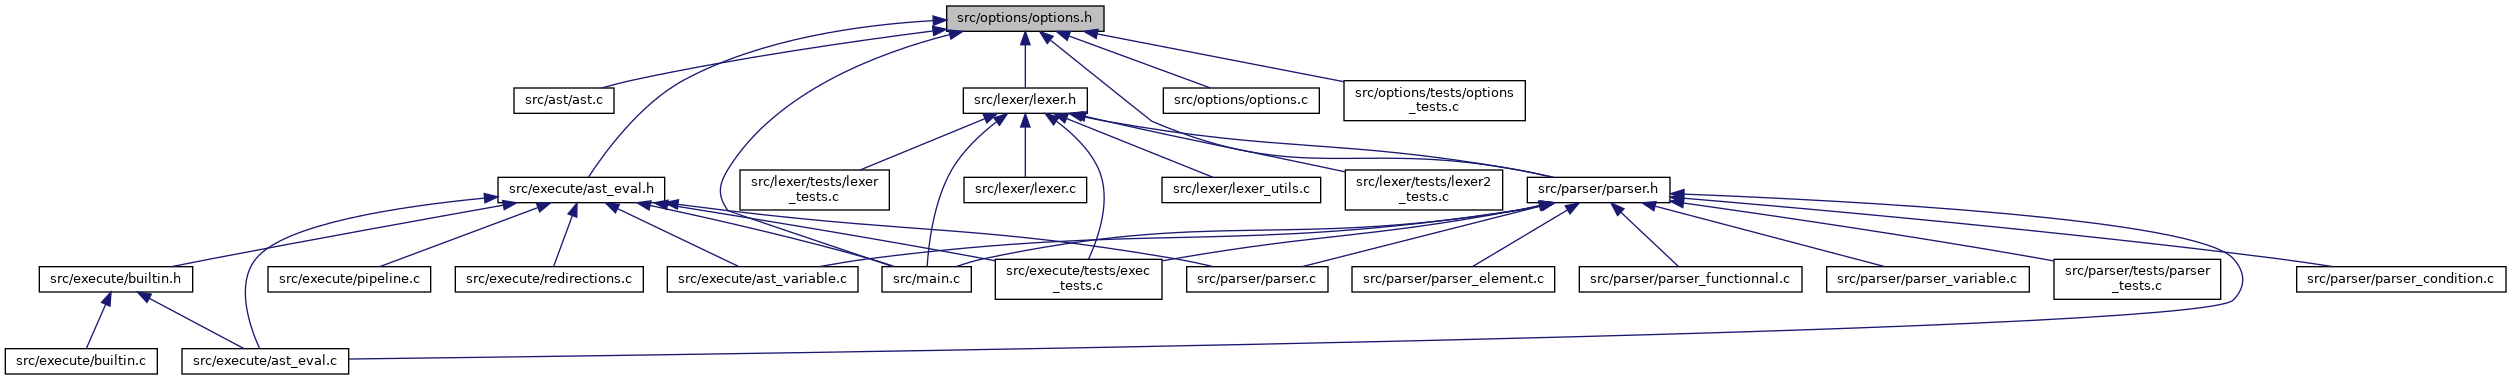 src/options/options.h
src/ast/ast.c
src/lexer/lexer.h
src/options/options.c
src/options/tests/options
_tests.c
src/execute/ast_eval.h
src/lexer/tests/lexer
_tests.c
src/lexer/lexer.c
src/lexer/lexer_utils.c
src/lexer/tests/lexer2
_tests.c
src/parser/parser.h
src/execute/builtin.h
src/execute/pipeline.c
src/execute/redirections.c
src/execute/ast_variable.c
src/main.c
src/execute/tests/exec
_tests.c
src/parser/parser.c
src/parser/parser_element.c
src/parser/parser_functionnal.c
src/parser/parser_variable.c
src/parser/tests/parser
_tests.c
src/parser/parser_condition.c
src/execute/builtin.c
src/execute/ast_eval.c